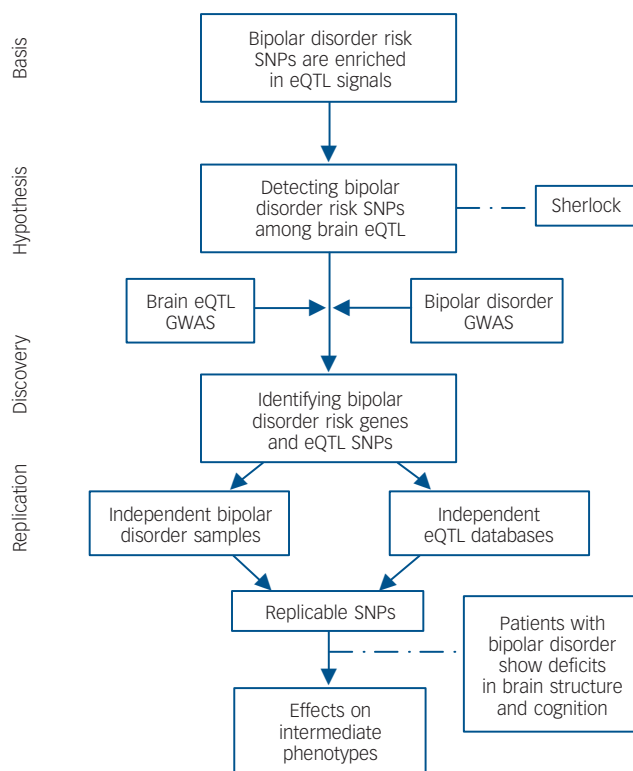 Basis
Bipolar disorder risk
SNPs are enriched
in eQTL signals
Hypothesis
Detecting bipolar
disorder risk SNPs
among brain eQTL
Sherlock
Brain eQTL
GWAS
Bipolar disorder
GWAS
Discovery
Identifying bipolar
disorder risk genes
and eQTL SNPs
Replication
Independent bipolar
disorder samples
Independent
eQTL databases
Replicable SNPs
Patients with
bipolar disorder
show deficits
in brain structure
and cognition
Effects on
intermediate
phenotypes